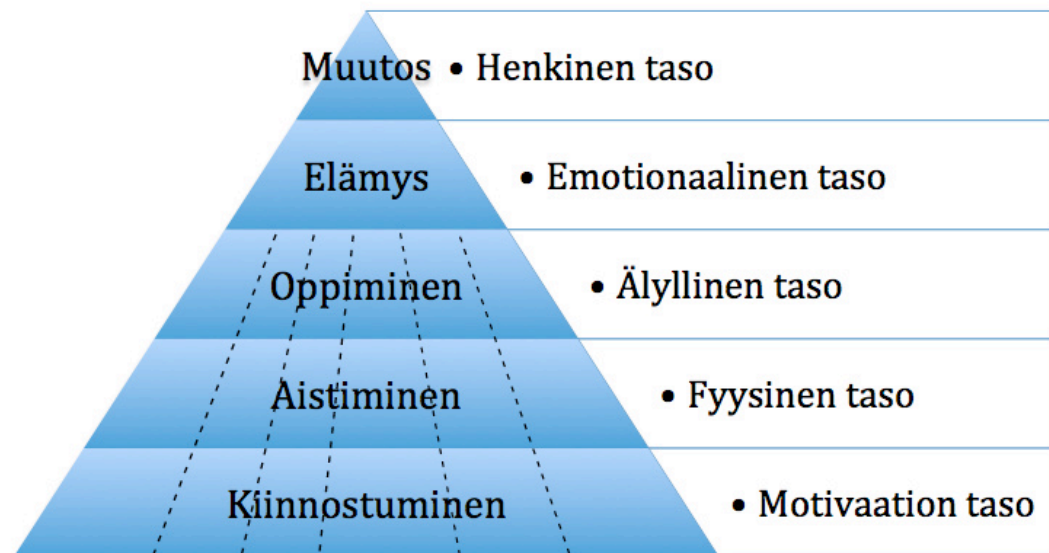 Muutos • Henkinen taso
Elämys • Emotionaalinen taso
Oppiminen • Älyllinen taso
Aistiminen • Fyysinen taso
Kiinnostuminen • Motivaation taso